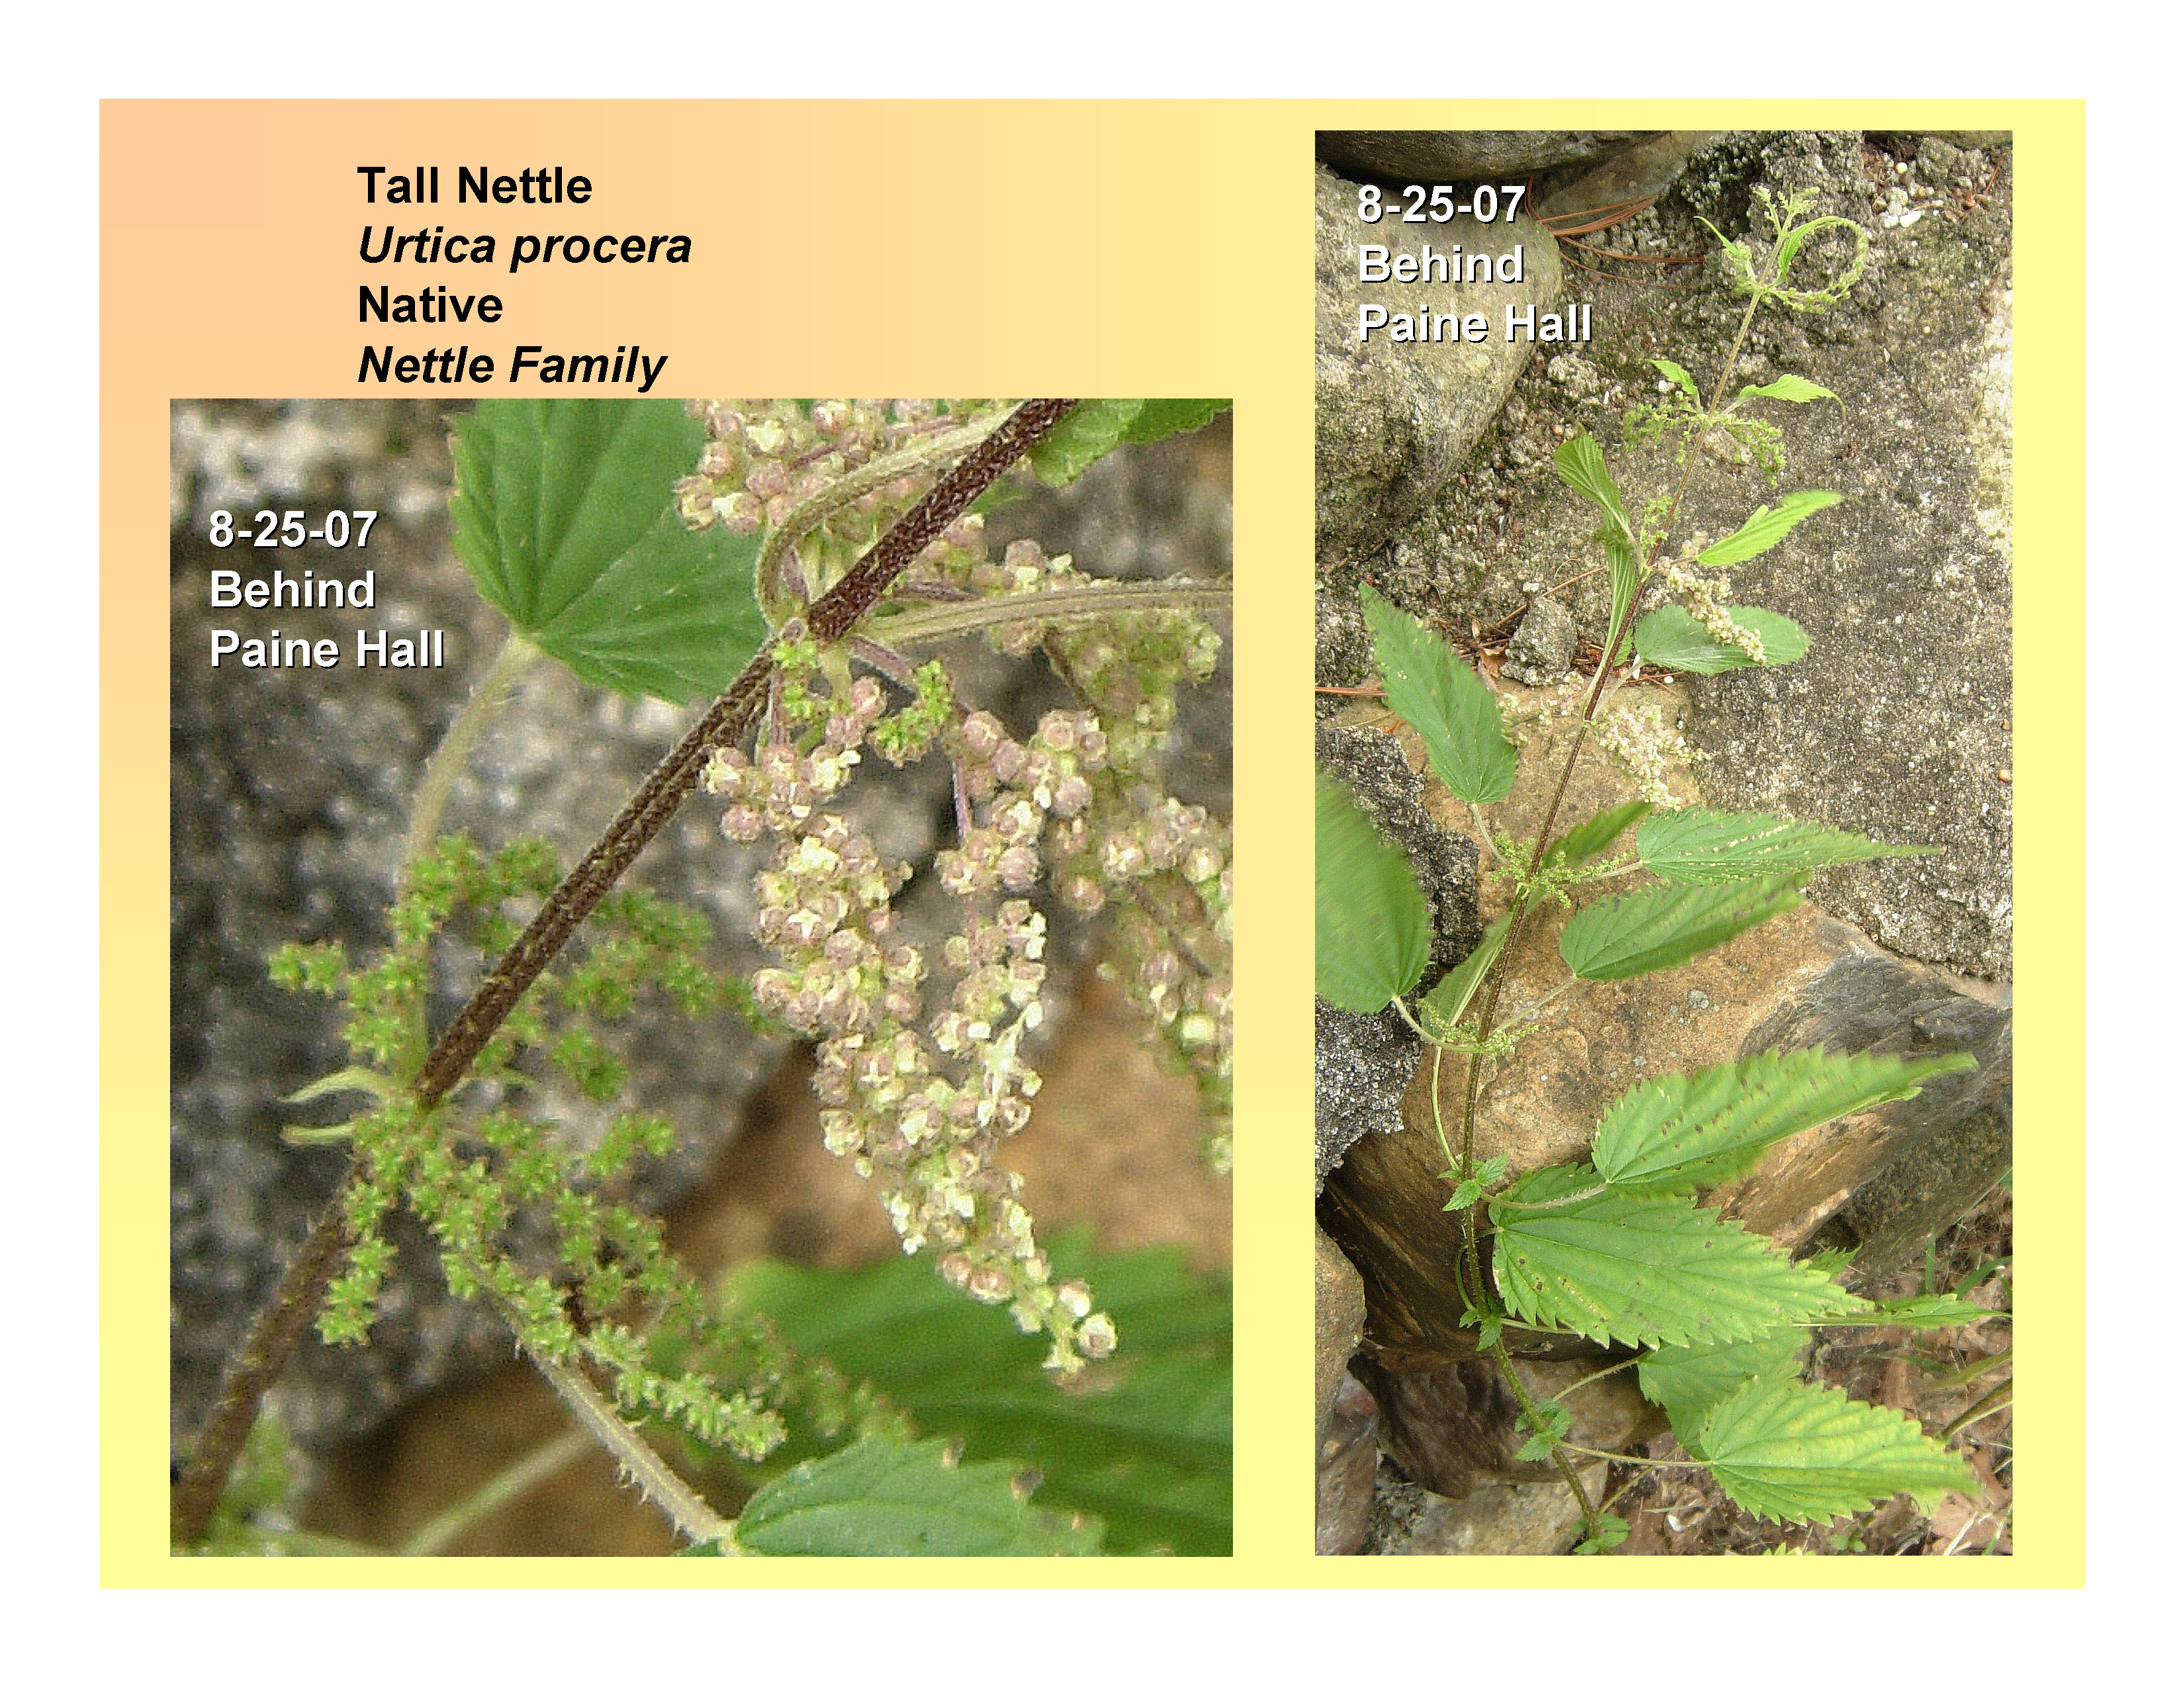 Tall Nettle
Urtica procera
Native
Nettle Family
8-25-07
Behind
Paine Hall
8-25-07
Behind
Paine Hall